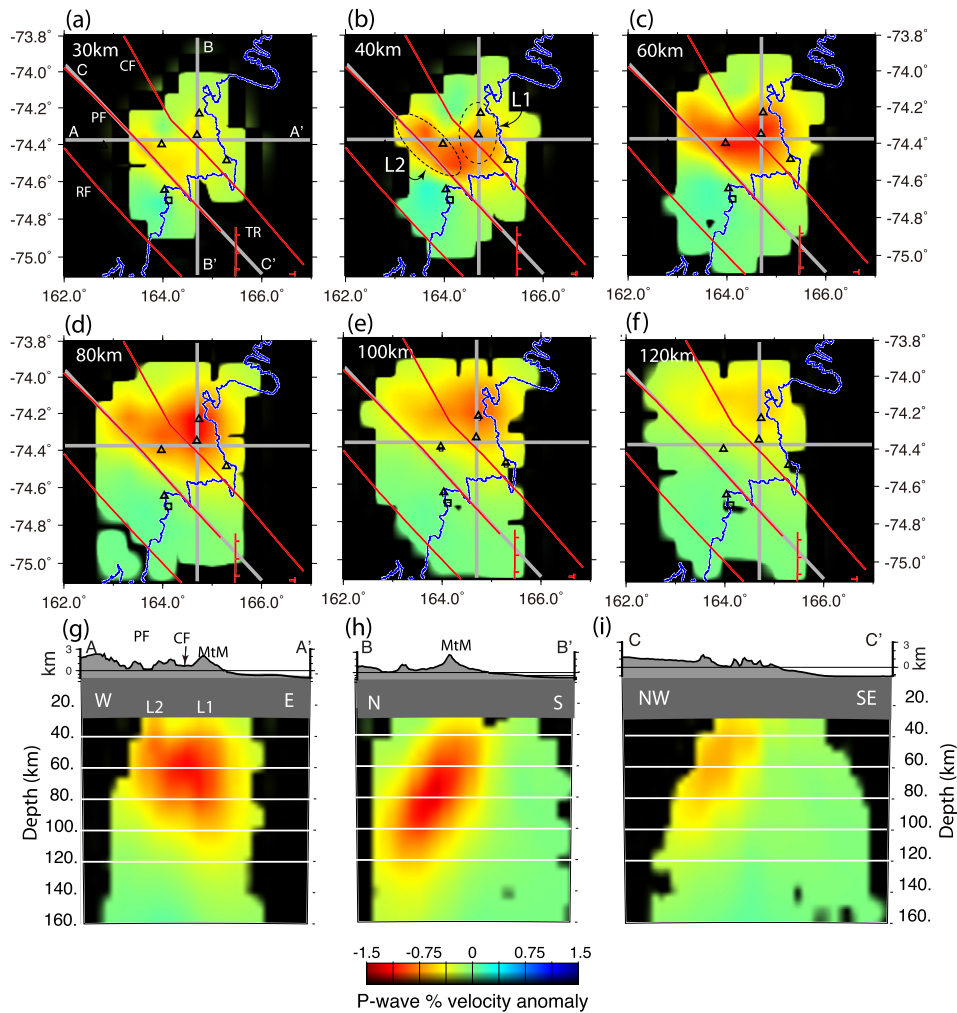 (a) (b) (c)
-73.8 30km CF B 40km 60km -73.8˚
-74.0 C -74.0˚
-74.2 PF L1 -74.2˚
A A'
-74.4 -74.4˚
RF L2
-74.6 -74.6˚
-74.8 -74.8˚
TR
-75.0 B' C' -75.0˚
162.0˚ 164.0˚ 166.0˚ 162.0˚ 164.0˚ 166.0˚ 162.0˚ 164.0˚ 166.0˚
(d) (e) (f)
-73.8 80km 100km 120km -73.8˚
-74.0 -74.0˚
-74.2 -74.2˚
-74.4 -74.4˚
-74.6 -74.6˚
-74.8 -74.8˚
-75.0 -75.0˚
162.0˚ 164.0˚ 166.0˚ 162.0˚ 164.0˚ 166.0˚ 162.0˚ 164.0˚ 166.0˚
(g) (h) (i)
A PF CF MtM A' B MtM B' C C'
km 3 0 3 0 km
W E N S NW SE
20. L2 L1 20.
40. 40.
60. 60.
80. 80.
Depth (km) Depth (km)
100. 100.
120. 120.
140. 140.
160. 160.
-1.5 -0.75 0 0.75 1.5
P-wave % velocity anomaly